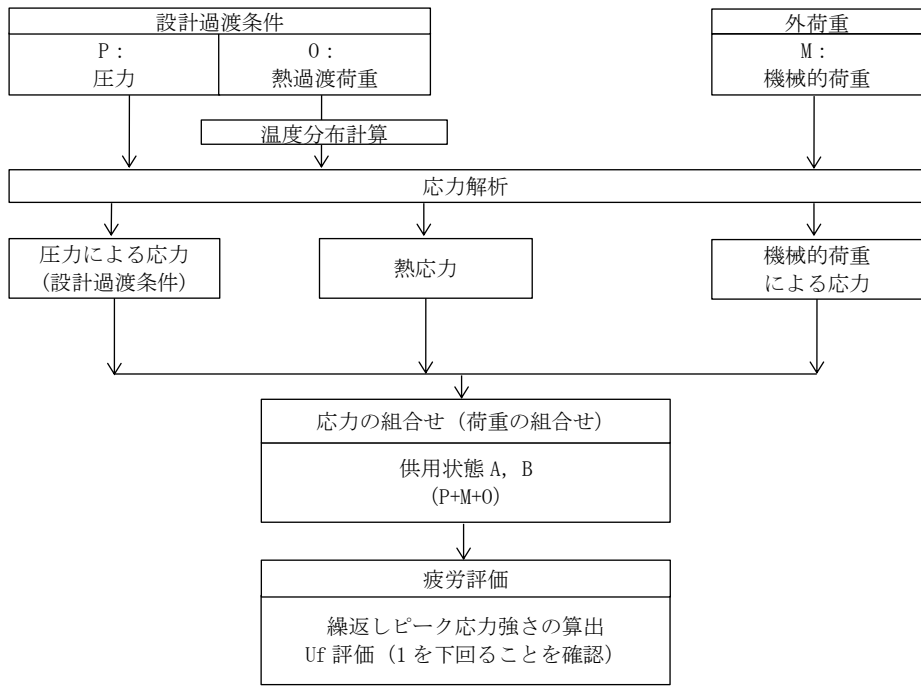 設計過渡条件
P：
圧力
O：
熱過渡荷重
外荷重
M：
機械的荷重
温度分布計算
応力解析
圧力による応力
(設計過渡条件)
熱応力
機械的荷重
による応力
応力の組合せ（荷重の組合せ）
供用状態 A, B
(P+M+O)
疲労評価
繰返しピーク応力強さの算出
Uf 評価（1 を下回ることを確認）